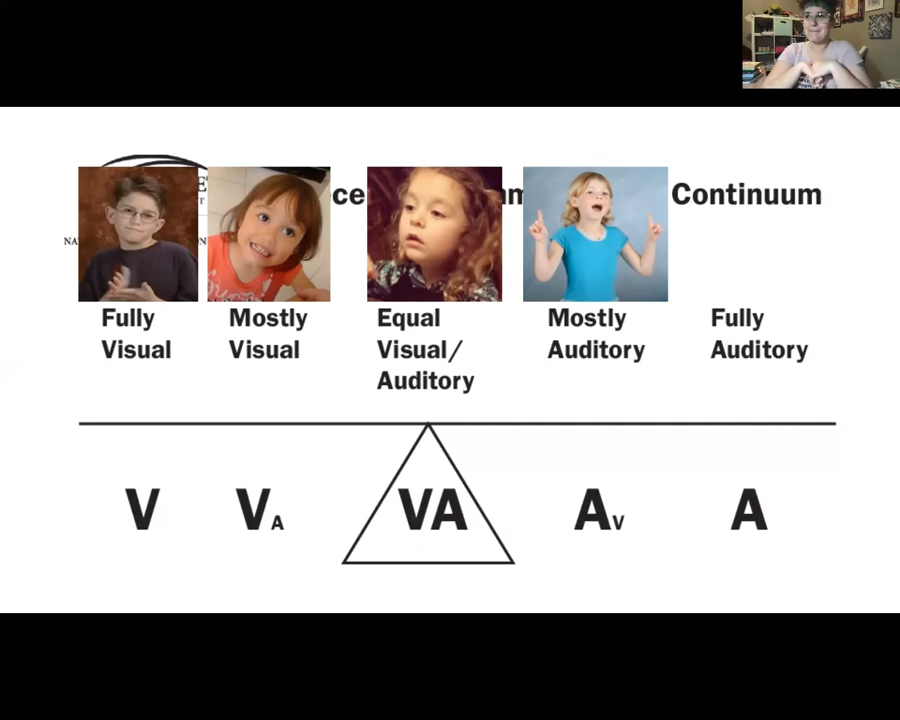 Continuum
Fully
Visual
Mostly
Visual
Equal
Visual/
Auditory
Mostly
Auditory
Fully
Auditory
V
VA
VA
AV
A